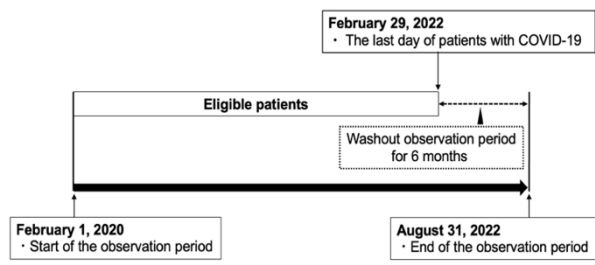 February 29, 2022
・ The last day of patients with COVID-19
Eligible patients
Washout observation period
for 6 months
February 1, 2020
・Start of the observation period
August 31, 2022
・End of the observation period